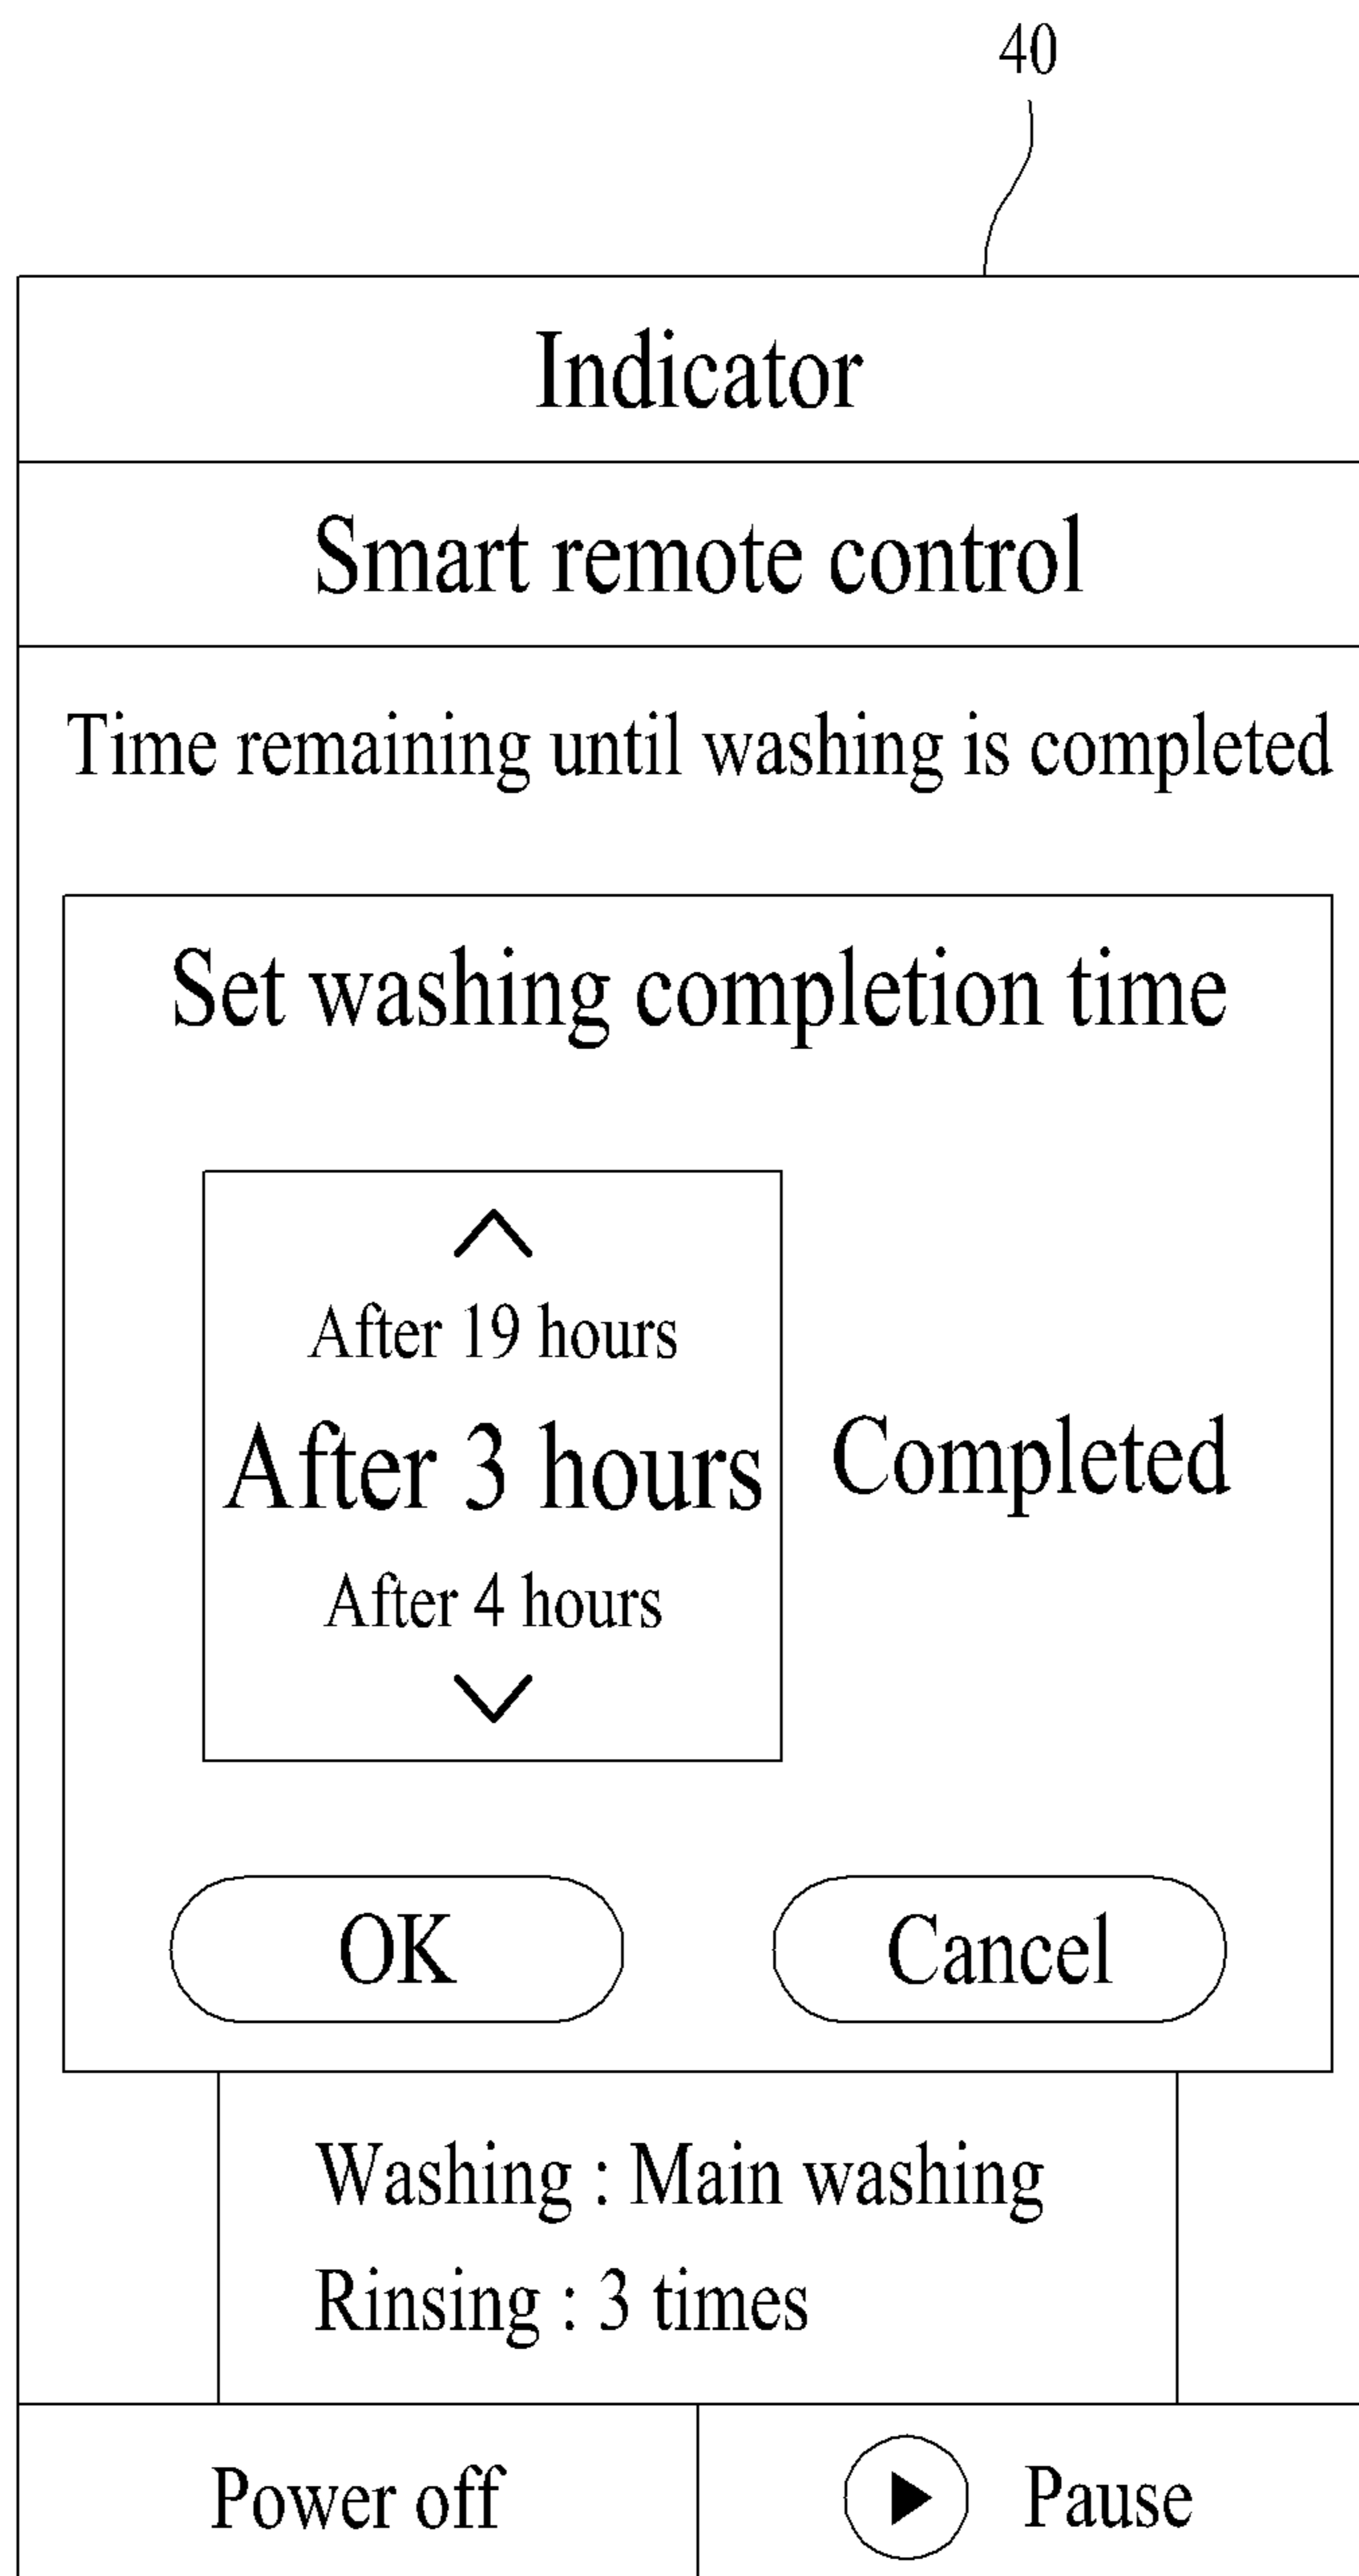 40
Indicator
Smart remote control
Time remaining until washing is completed
Set washing completion time
After 19 hours
After 3 hours Completed
After 4 hours
OK Cancel
Washing : Main washing
Rinsing : 3 times
Power off Pause